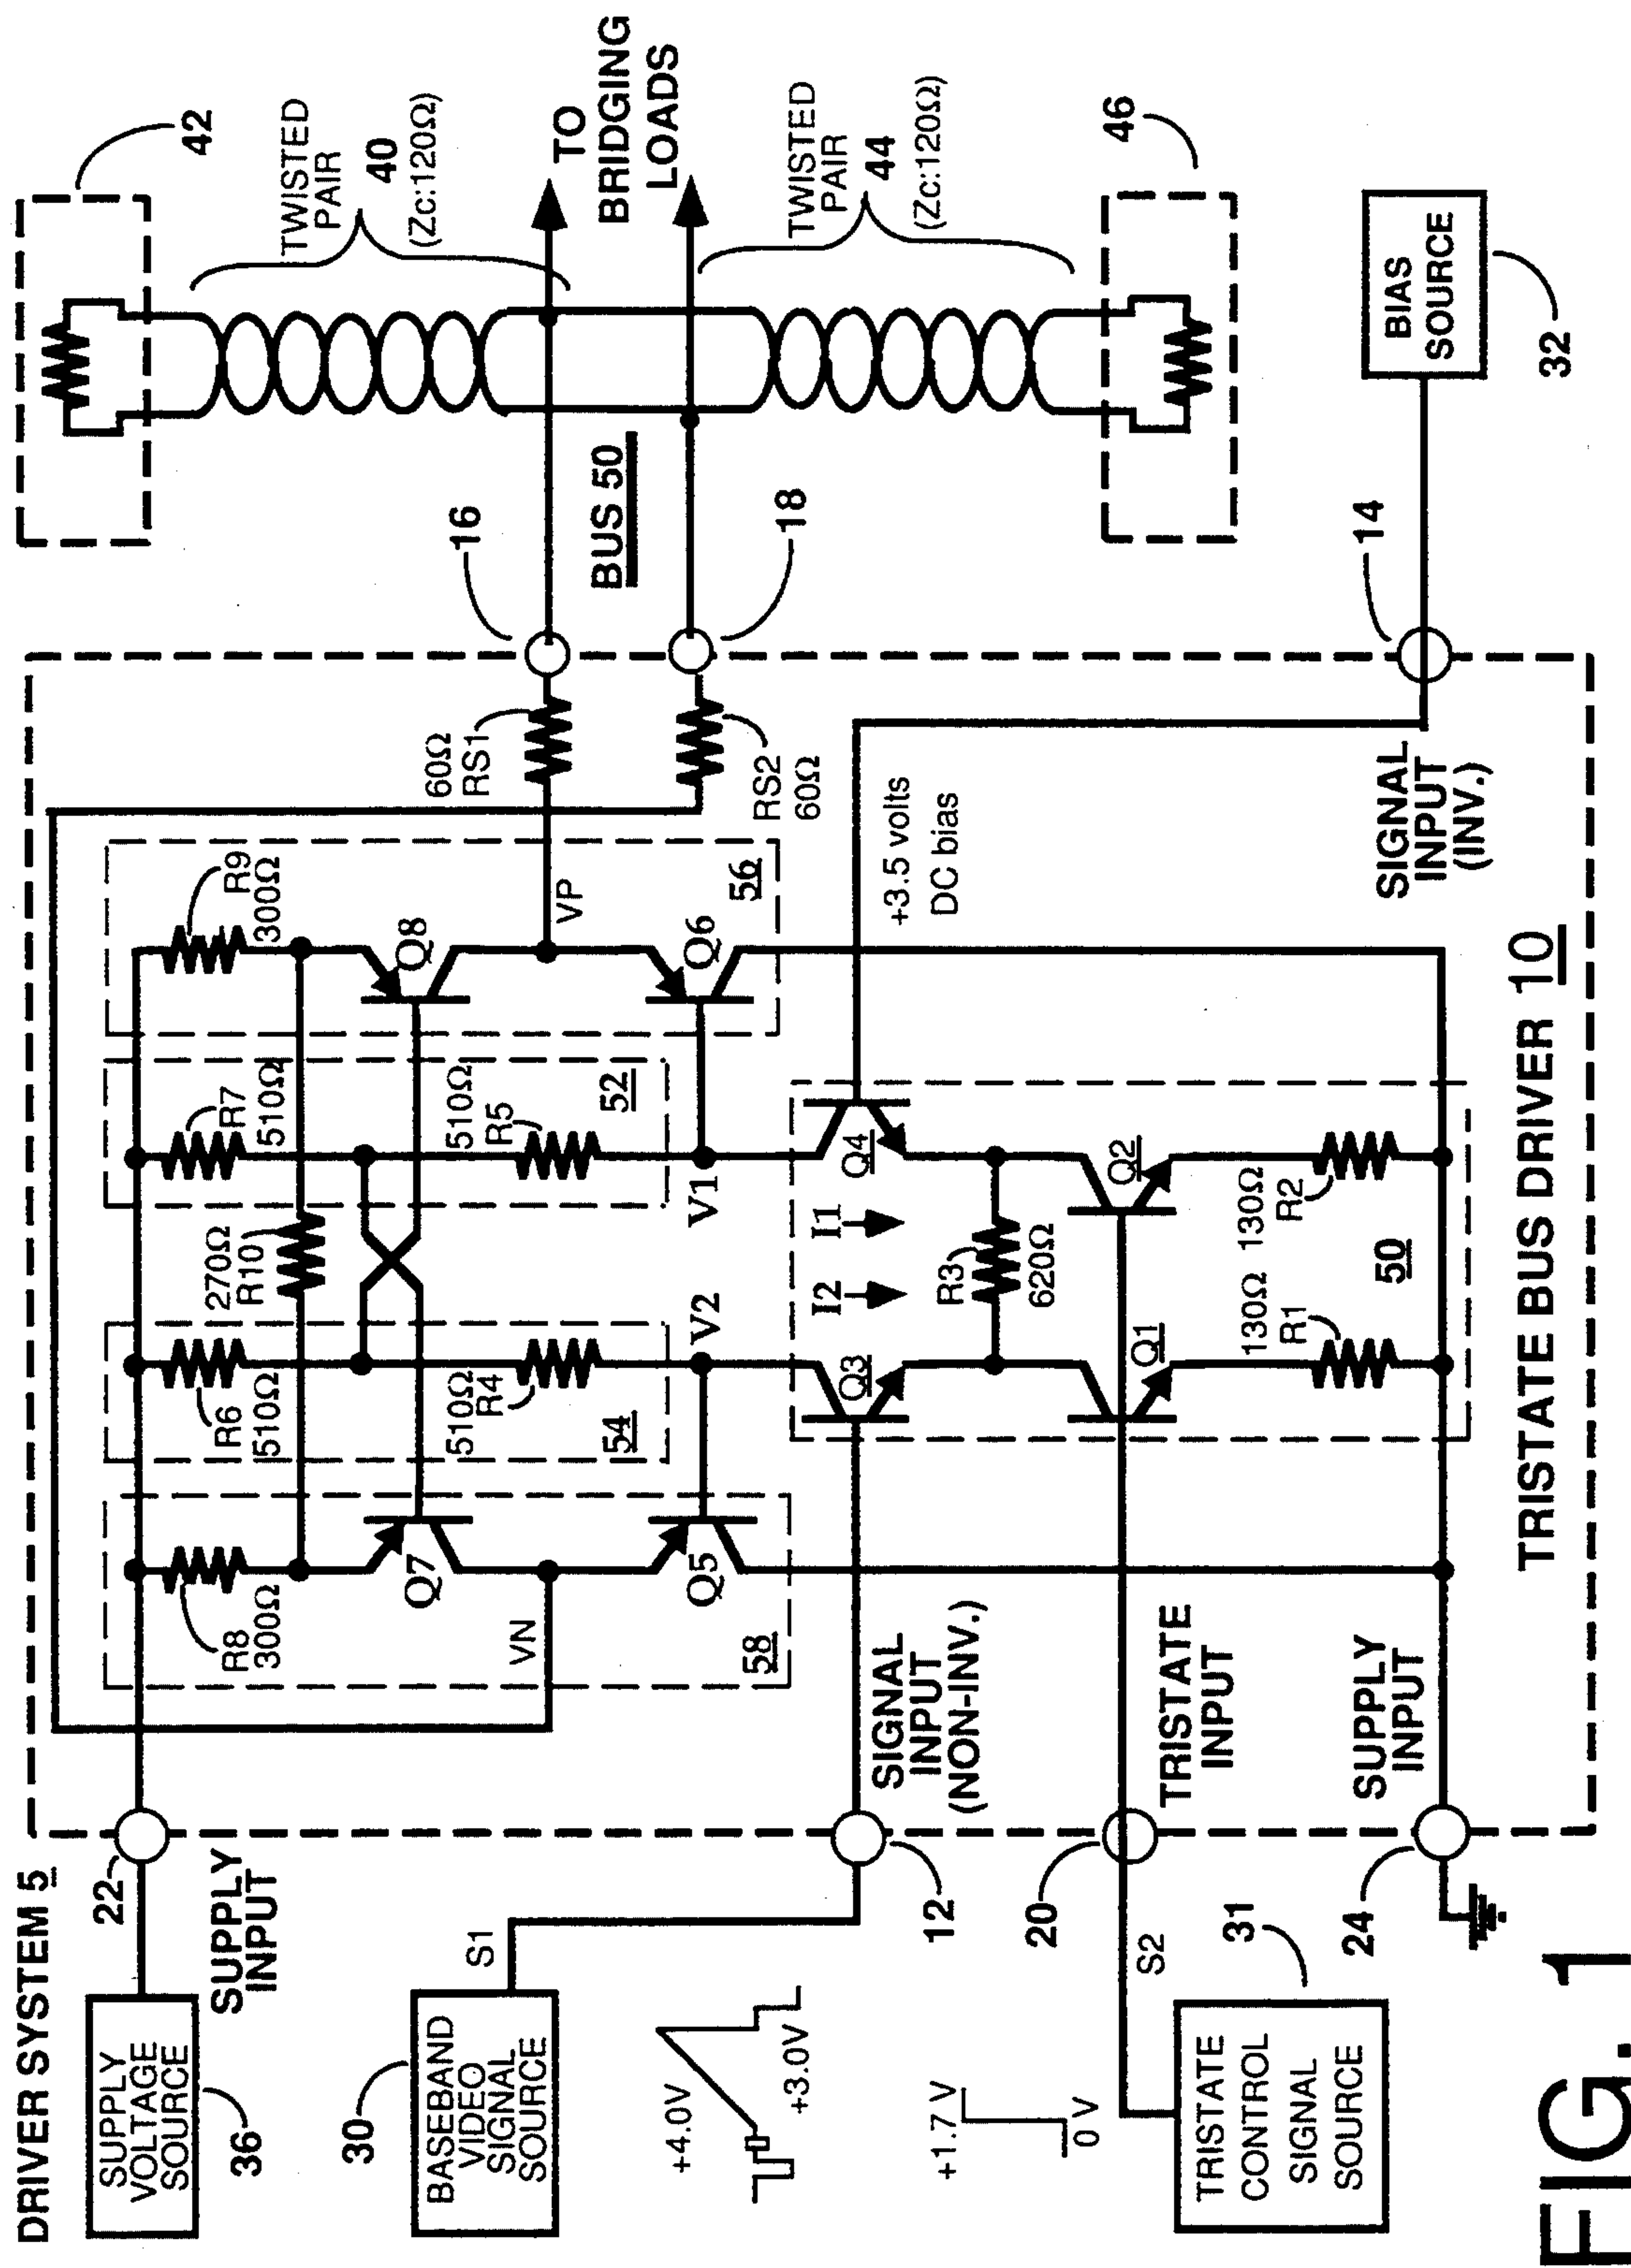 DRIVER SYSTEM 5
SUPPLY
VOLTAGE
SOURCE
36
22
SUPPLY
INPUT
BASEBAND
VIDEO
SIGNAL
SOURCE
30
S1
+4.0V
+3.0V
+1.7 V
0 V
TRISTATE
CONTROL
SIGNAL
SOURCE
31
S2
12
20
24
SIGNAL
INPUT
(NON-INV.)
TRISTATE
INPUT
SUPPLY
INPUT
R8
300Ω
Q7
VN
Q5
58
R6
510Ω
510Ω
R4
54
270Ω
R10
V2
R7
510Ω
510Ω
R5
52
V1
R9
300Ω
Q8
VP
Q6
56
I2
I1
Q3
Q4
R3
620Ω
Q1
Q2
130Ω
R1
130Ω
R2
50
+3.5 volts
DC bias
60Ω
RS1
RS2
60Ω
SIGNAL
INPUT
(INV.)
TRISTATE BUS DRIVER 10
16
18
14
BUS 50
42
TWISTED
PAIR
40
(Zc:120Ω)
TO
BRIDGING
LOADS
TWISTED
PAIR
44
(Zc:120Ω)
46
BIAS
SOURCE
32
FIG. 1